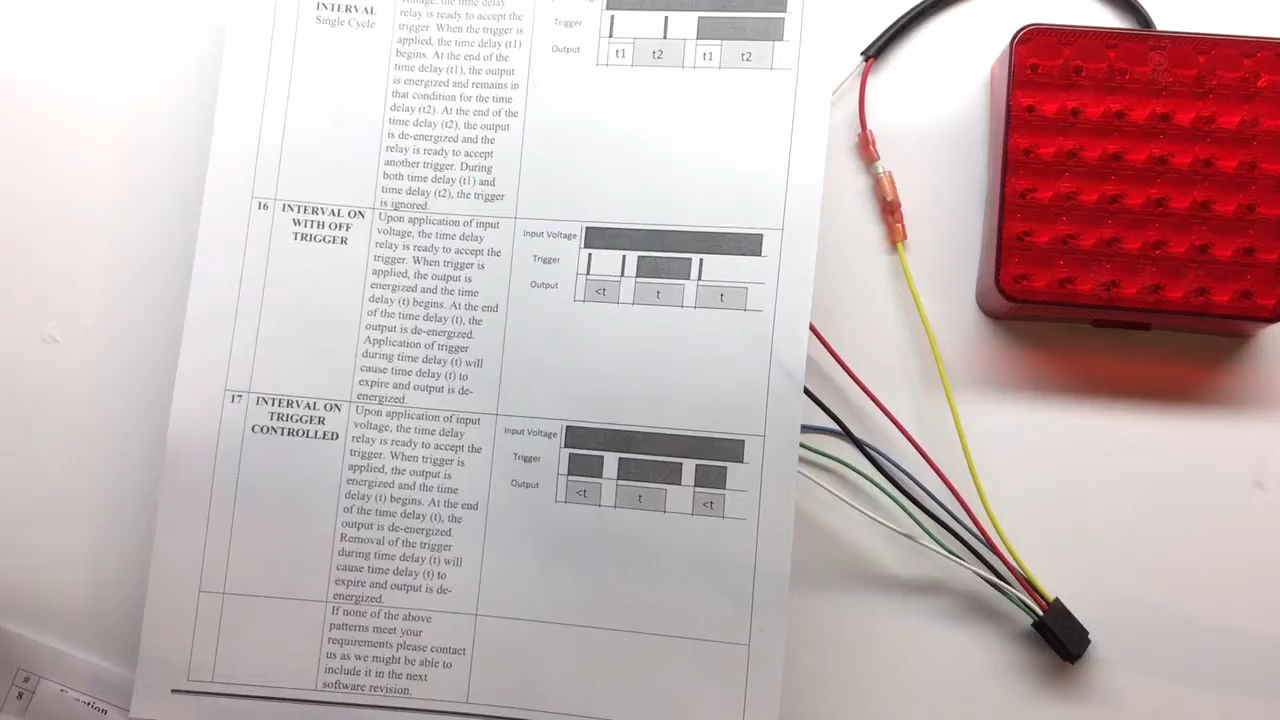 INTERVAL
Single Cycle
voltage, the time delay
relay is ready to accept the
trigger. When the trigger is
applied, the time delay (t1)
begins. At the end of the
time delay (t1), the output
is energized and remains in
that condition for the time
delay (t2). At the end of the
time delay (t2), the output
is de-energized and the
relay is ready to accept
another trigger. During
both time delay (t1) and
time delay (t2), the trigger
is ignored.
Trigger
Output
t1 t2 t1 t2
16
INTERVAL ON
WITH OFF
TRIGGER
Upon application of input
voltage, the time delay
relay is ready to accept the
trigger. When trigger is
applied, the output is
energized and the time
delay (t) begins. At the end
of the time delay (t), the
output is de-energized.
Application of trigger
during time delay (t) will
cause time delay (t) to
expire and output is de-
energized.
Input Voltage
Trigger
Output
<t t t
17
INTERVAL ON
TRIGGER
CONTROLLED
Upon application of input
voltage, the time delay
relay is ready to accept the
trigger. When trigger is
applied, the output is
energized and the time
delay (t) begins. At the end
of the time delay (t), the
output is de-energized.
Removal of the trigger
during time delay (t) will
cause time delay (t) to
expire and output is de-
energized.
Input Voltage
Trigger
Output
<t t <t
If none of the above
patterns meet your
requirements please contact
us as we might be able to
include it in the next
software revision.
#
8